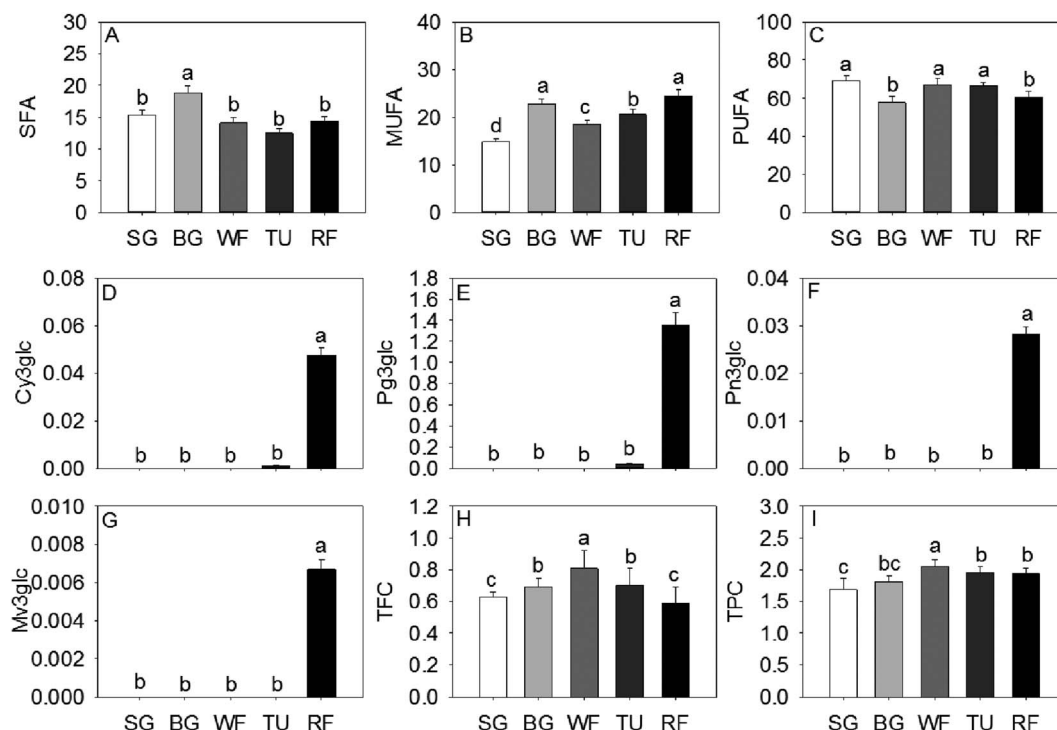 A
SFA
30
25
20
15
10
5
0
b
a
b
b
b
SG BG WF TU RF
B
MUFA
40
30
20
10
0
d
a
c
b
a
SG BG WF TU RF
C
PUFA
100
80
60
40
20
0
a
b
a
a
b
SG BG WF TU RF
D
Cy3glc
0.08
0.06
0.04
0.02
0.00
b
b
b
b
a
E
Pg3glc
1.8
1.6
1.4
1.2
1.0
0.8
0.6
0.4
0.2
0.0
b
b
b
b
a
F
Pn3glc
0.04
0.03
0.02
0.01
0.00
b
b
b
b
a
G
Mv3glc
0.010
0.008
0.006
0.004
0.002
0.000
b
b
b
b
a
SG BG WF TU RF
H
TFC
1.2
1.0
0.8
0.6
0.4
0.2
0.0
c
b
a
b
c
SG BG WF TU RF
I
TPC
3.0
2.5
2.0
1.5
1.0
0.5
0.0
c
bc
a
b
b
SG BG WF TU RF